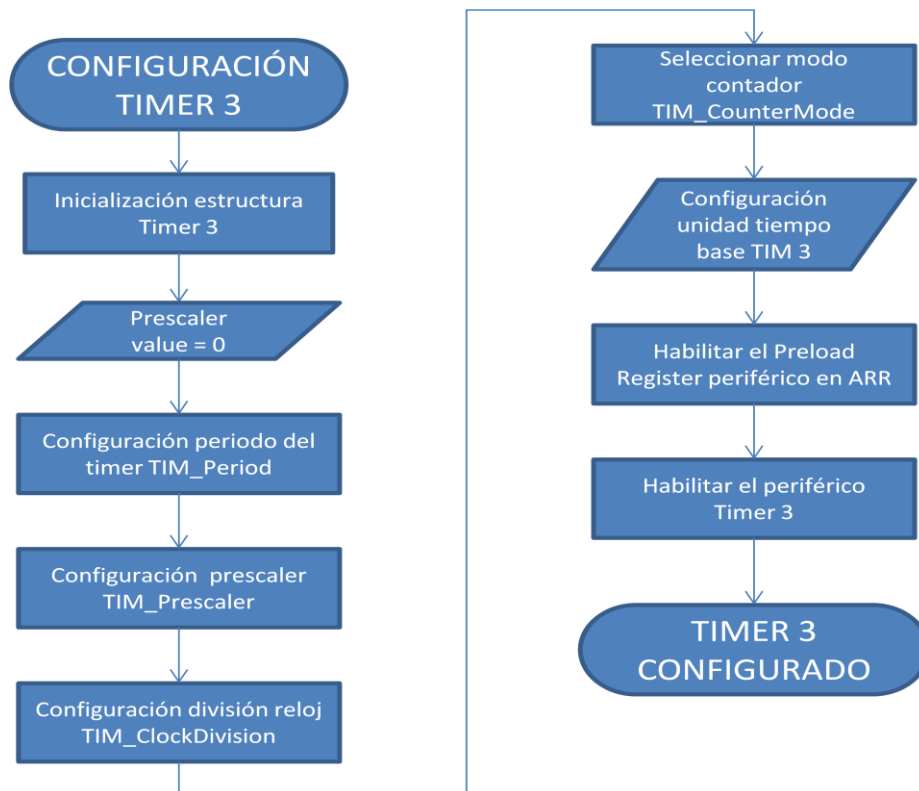 CONFIGURACIÓN
TIMER 3
Inicialización estructura
Timer 3
Prescaler
value = 0
Configuración periodo del
timer TIM_Period
Configuración prescaler
TIM_Prescaler
Configuración división reloj
TIM_ClockDivision
Seleccionar modo
contador
TIM_CounterMode
Configuración
unidad tiempo
base TIM 3
Habilitar el Preload
Register periférico en ARR
Habilitar el periférico
Timer 3
TIMER 3
CONFIGURADO